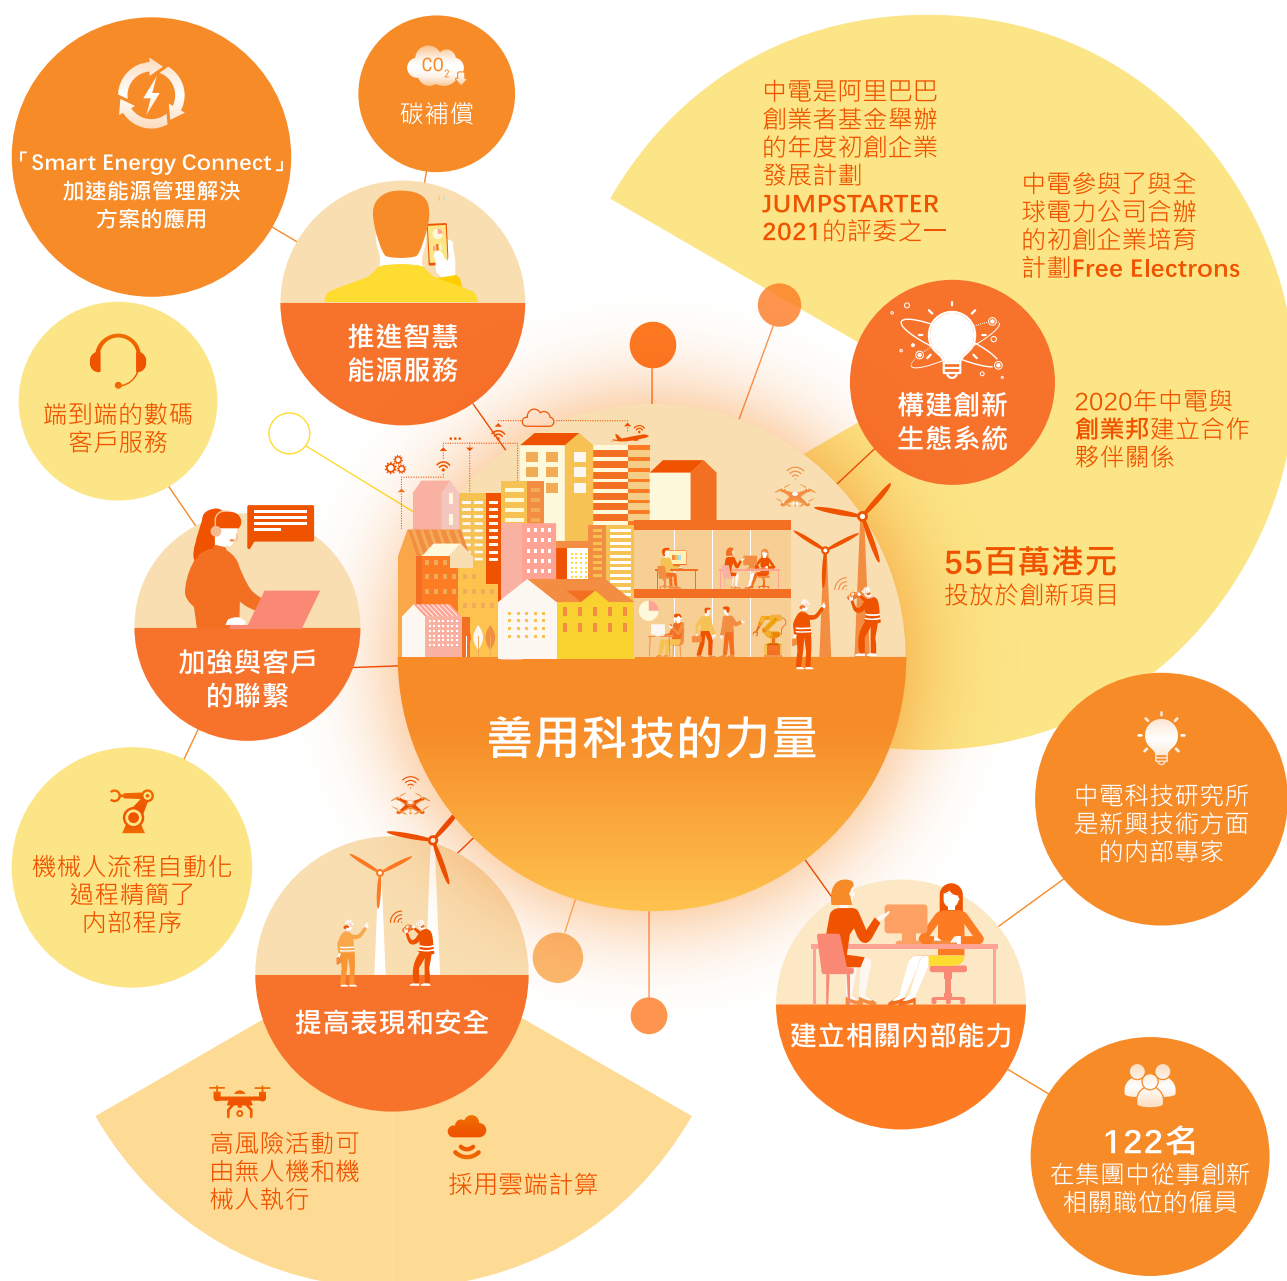 「Smart Energy Connect」
加速能源管理解決
方案的應用
CO2
碳補償
推進智慧
能源服務
中電是阿里巴巴
創業者基金舉辦
的年度初創企業
發展計劃
JUMPSTARTER
2021的評委之一
中電參與了與全
球電力公司合辦
的初創企業培育
計劃Free Electrons
構建創新
生態系統
2020年中電與
創業邦建立合作
夥伴關係
55百萬港元
投放於創新項目
端到端的數碼
客戶服務
加強與客戶
的聯繫
機械人流程自動化
過程精簡了
內部程序
善用科技的力量
提高表現和安全
高風險活動可
由無人機和機
械人執行
採用雲端計算
中電科技研究所
是新興技術方面
的內部專家
建立相關內部能力
122名
在集團中從事創新
相關職位的僱員